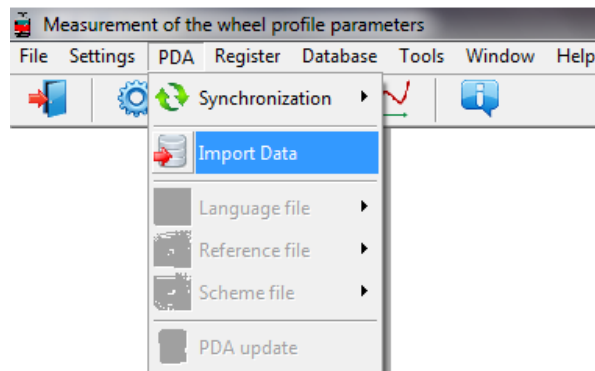 Measurement of the wheel profile parameters
File Settings PDA Register Database Tools Window Help
Synchronization
Import Data
Language file
Reference file
Scheme file
PDA update